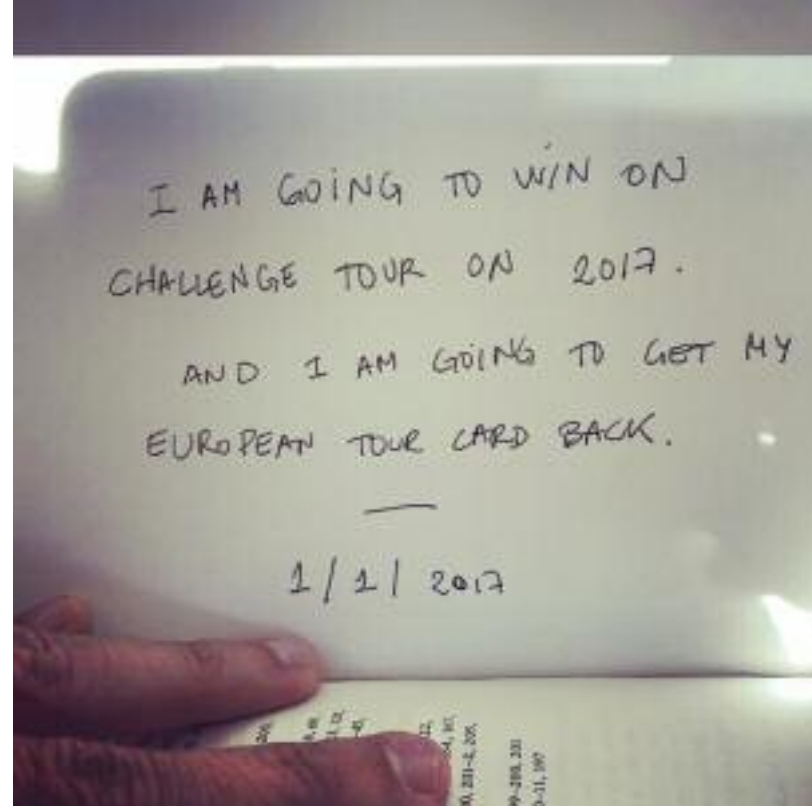 I AM GOING TO WIN ON
CHALLENGE TOUR ON 2017.
AND I AM GOING TO GET MY
EUROPEAN TOUR CARD BACK.
1/1/2017